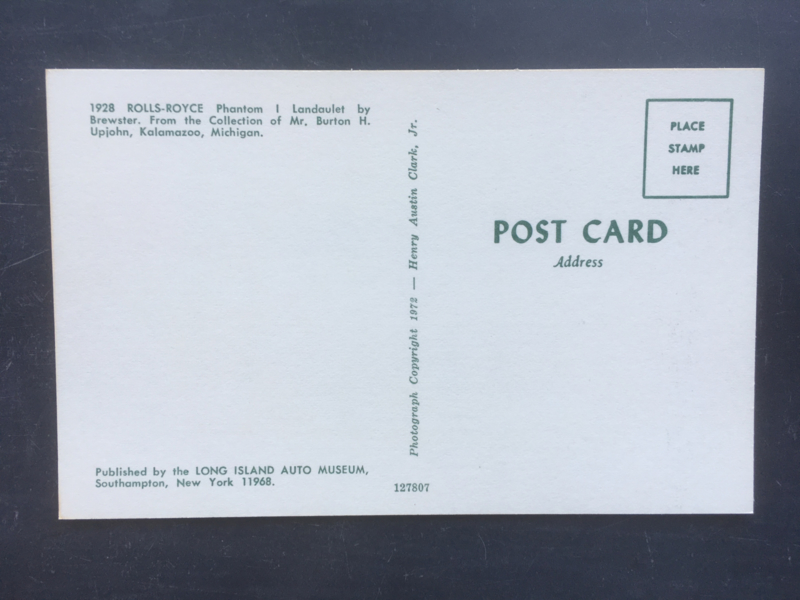 1928 ROLLS-ROYCE Phantom I Landaulet by
Brewster. From the Collection of Mr. Burton H.
Upjohn, Kalamazoo, Michigan.
Published by the LONG ISLAND AUTO MUSEUM,
Southampton, New York 11968.
Photograph Copyright 1972 — Henry Austin Clark, Jr.
127807
PLACE
STAMP
HERE
POST CARD
Address